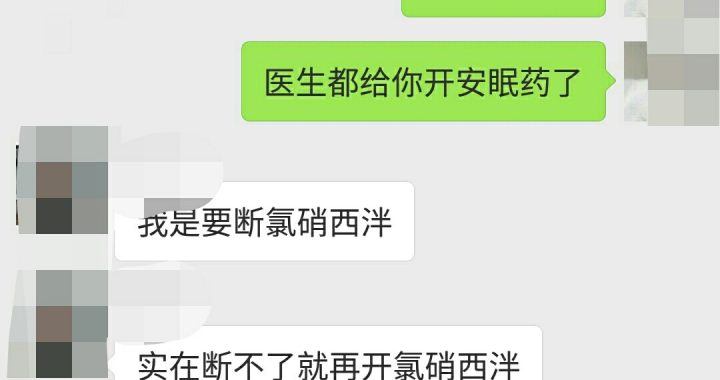 医生都给你开安眠药了
我是要断氯硝西泮
实在断不了就再开氯硝西泮